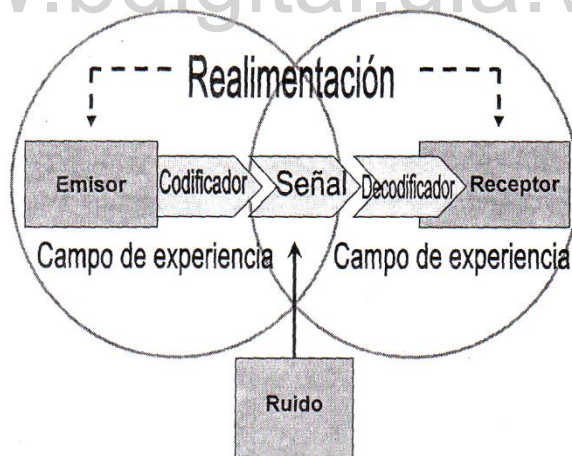 Realimentación
Emisor Codificador Señal Decodificador Receptor
Campo de experiencia Campo de experiencia
Ruido